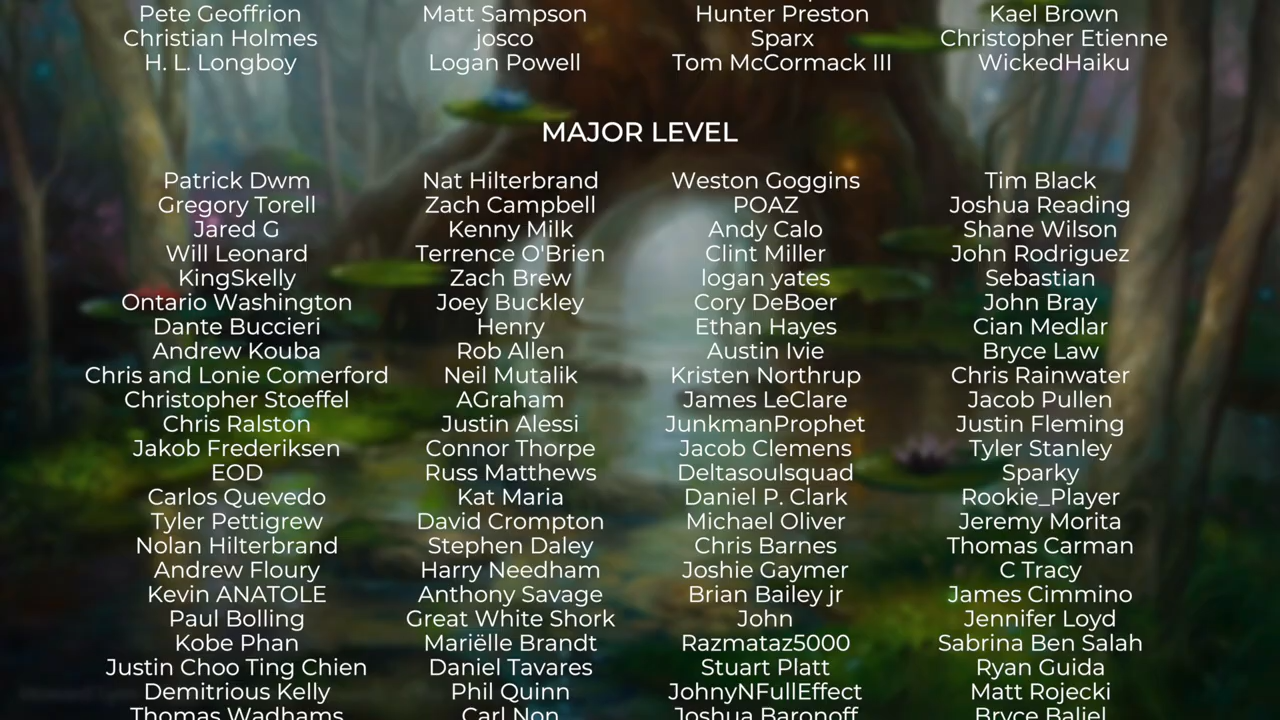 Pete Geoffrion Matt Sampson Hunter Preston Kael Brown
Christian Holmes josco Sparx Christopher Etienne
H. L. Longboy Logan Powell Tom McCormack III WickedHaiku
MAJOR LEVEL
Patrick Dwm Nat Hilterbrand Weston Goggins Tim Black
Gregory Torell Zach Campbell POAZ Joshua Reading
Jared G Kenny Milk Andy Calo Shane Wilson
Will Leonard Terrence O'Brien Clint Miller John Rodriguez
KingSkelly Zach Brew logan yates Sebastian
Ontario Washington Joey Buckley Cory DeBoer John Bray
Dante Buccieri Henry Ethan Hayes Cian Medlar
Andrew Kouba Rob Allen Austin Ivie Bryce Law
Chris and Lonie Comerford Neil Mutalik Kristen Northrup Chris Rainwater
Christopher Stoeffel AGraham James LeClare Jacob Pullen
Chris Ralston Justin Alessi JunkmanProphet Justin Fleming
Jakob Frederiksen Connor Thorpe Jacob Clemens Tyler Stanley
EOD Russ Matthews Deltasoulsquad Sparky
Carlos Quevedo Kat Maria Daniel P. Clark Rookie_Player
Tyler Pettigrew David Crompton Michael Oliver Jeremy Morita
Nolan Hilterbrand Stephen Daley Chris Barnes Thomas Carman
Andrew Floury Harry Needham Joshie Gaymer C Tracy
Kevin ANATOLE Anthony Savage Brian Bailey jr James Cimmino
Paul Bolling Great White Shork John Jennifer Loyd
Kobe Phan Mariëlle Brandt Razmataz5000 Sabrina Ben Salah
Justin Choo Ting Chien Daniel Tavares Stuart Platt Ryan Guida
Demitrious Kelly Phil Quinn JohnyNFullEffect Matt Rojecki
Thomas Wadhams Carl Non Joshua Baronoff Bryce Baliel